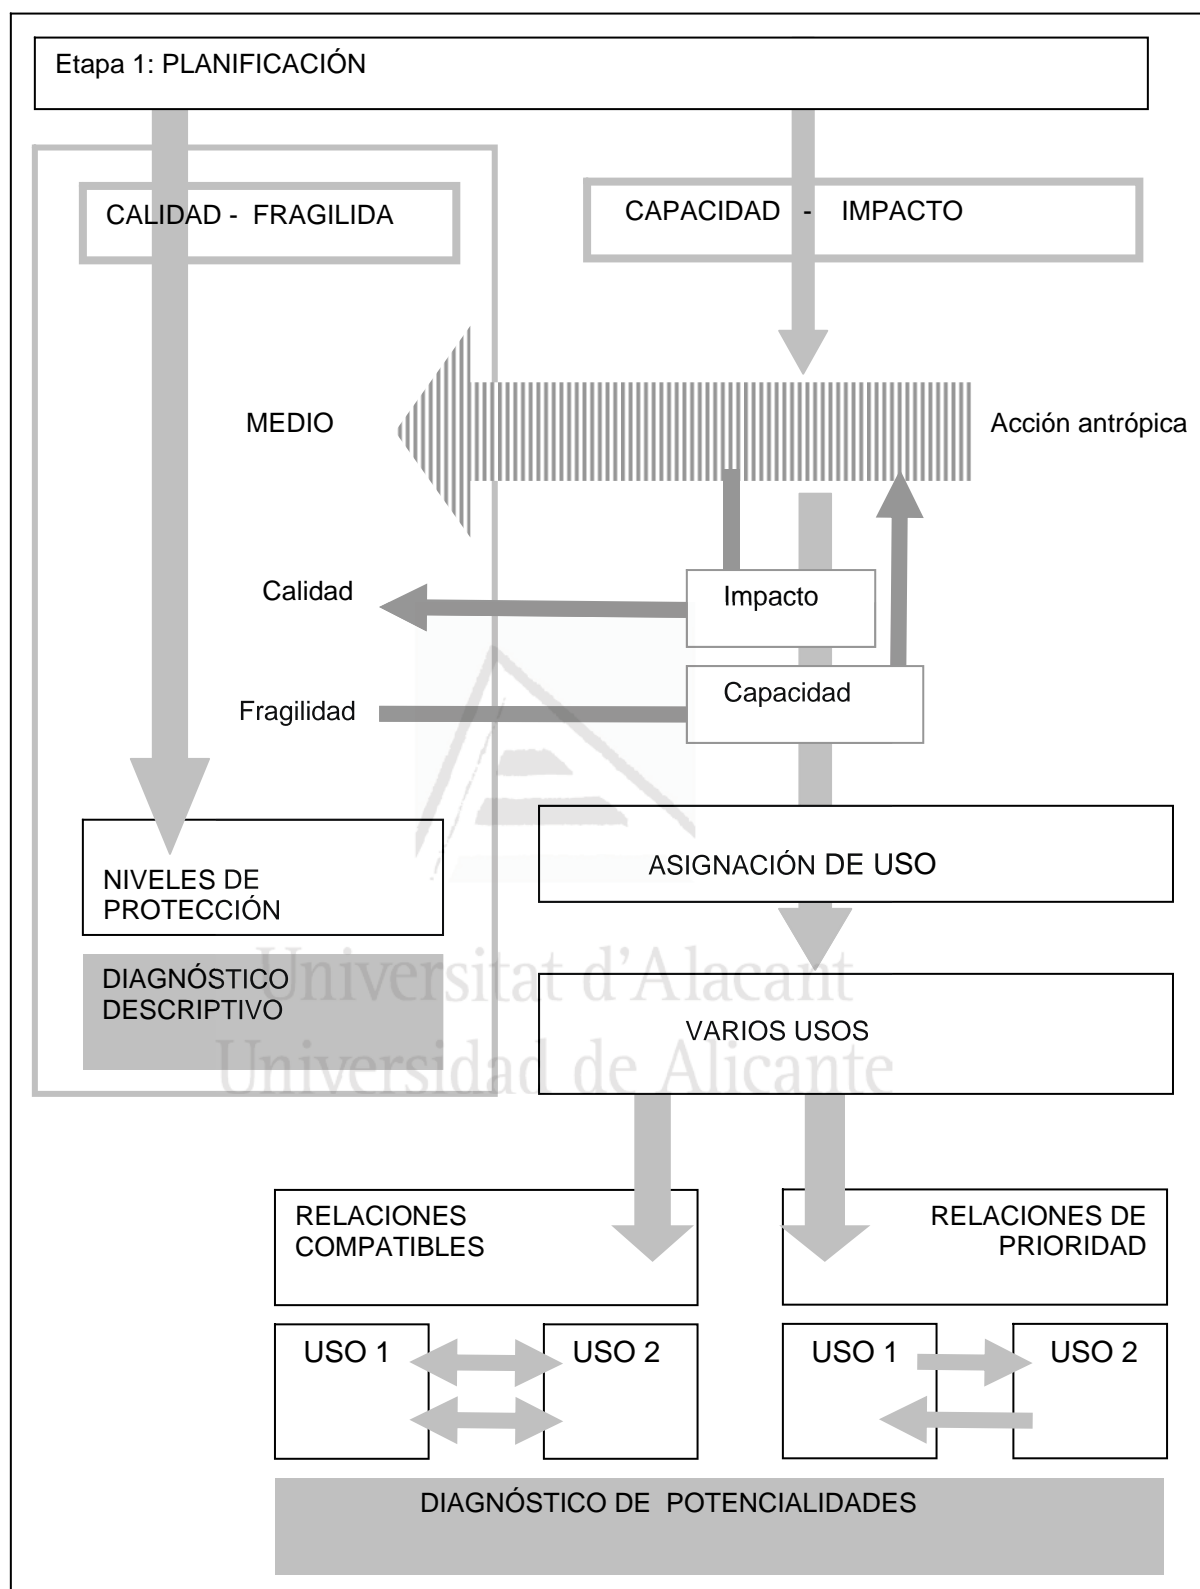 Etapa 1: PLANIFICACIÓN
CALIDAD - FRAGILIDA
CAPACIDAD - IMPACTO
MEDIO
Acción antrópica
Calidad
Impacto
Fragilidad
Capacidad
NIVELES DE
PROTECCIÓN
ASIGNACIÓN DE USO
DIAGNÓSTICO
DESCRIPTIVO
Universitat d'Alacant
VARIOS USOS
Universidad de Alicante
RELACIONES
COMPATIBLES
RELACIONES DE
PRIORIDAD
USO 1
USO 2
USO 1
USO 2
DIAGNÓSTICO DE POTENCIALIDADES